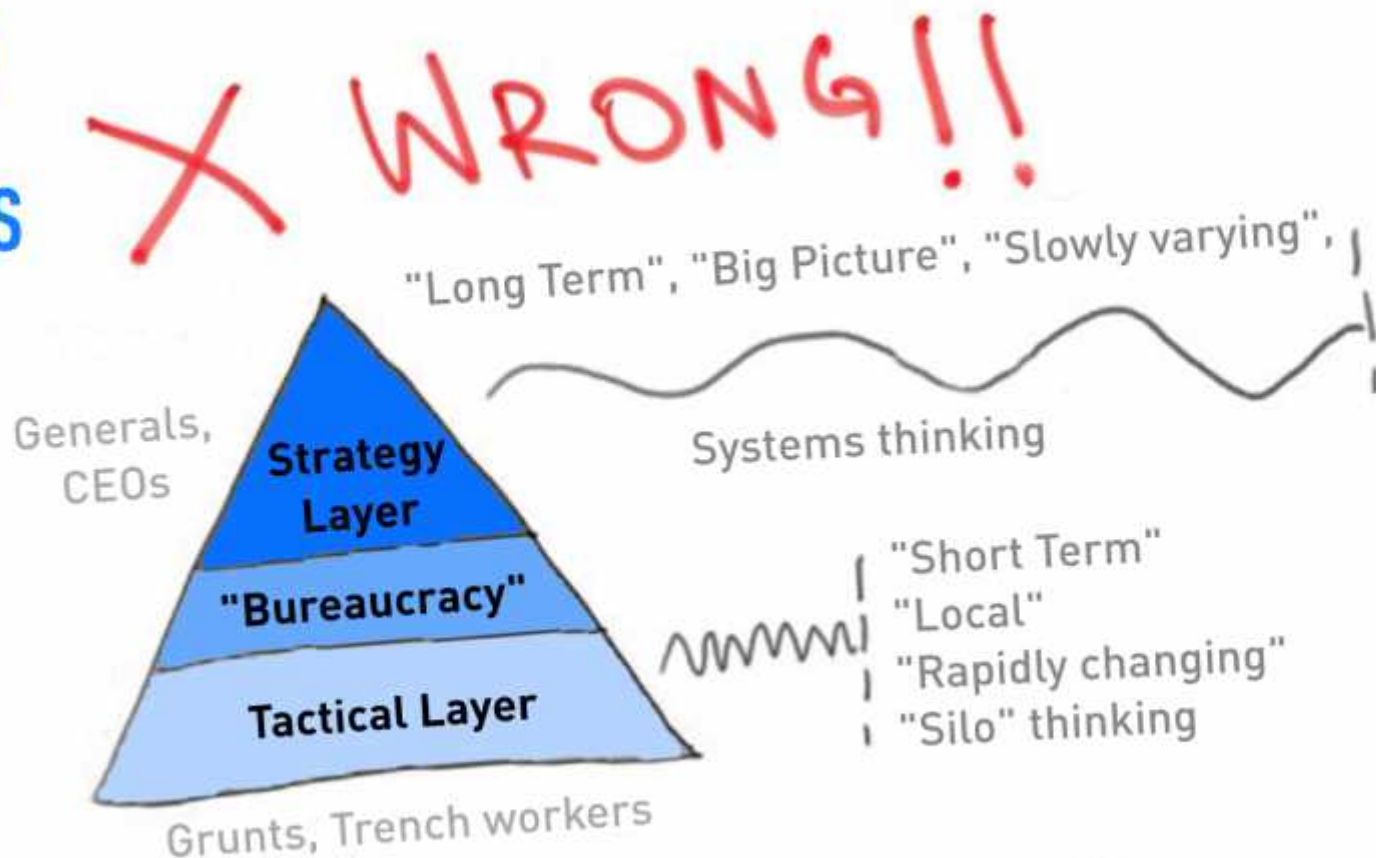 S
X WRONG!!
"Long Term", "Big Picture", "Slowly varying",
Generals,
CEOs
Systems thinking
Strategy
Layer
"Bureaucracy"
Tactical Layer
"Short Term"
"Local"
"Rapidly changing"
"Silo" thinking
Grunts, Trench workers